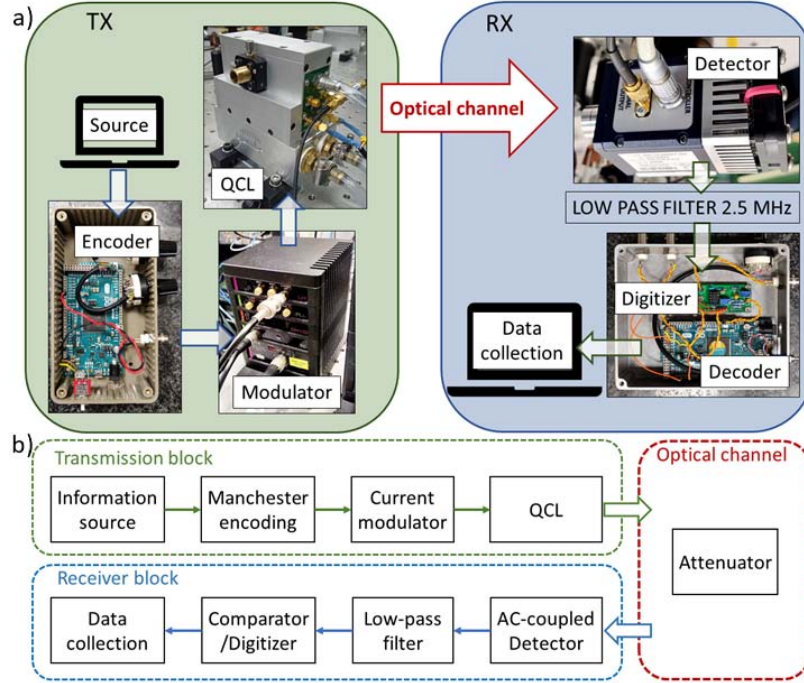 a)
TX
RX
Source
QCL
Encoder
Modulator
Optical channel
Detector
LOW PASS FILTER 2.5 MHz
Digitizer
Decoder
Data
collection
b)
Transmission block
Information
source
Manchester
encoding
Current
modulator
QCL
Optical channel
Attenuator
Receiver block
Data
collection
Comparator
/Digitizer
Low-pass
filter
AC-coupled
Detector